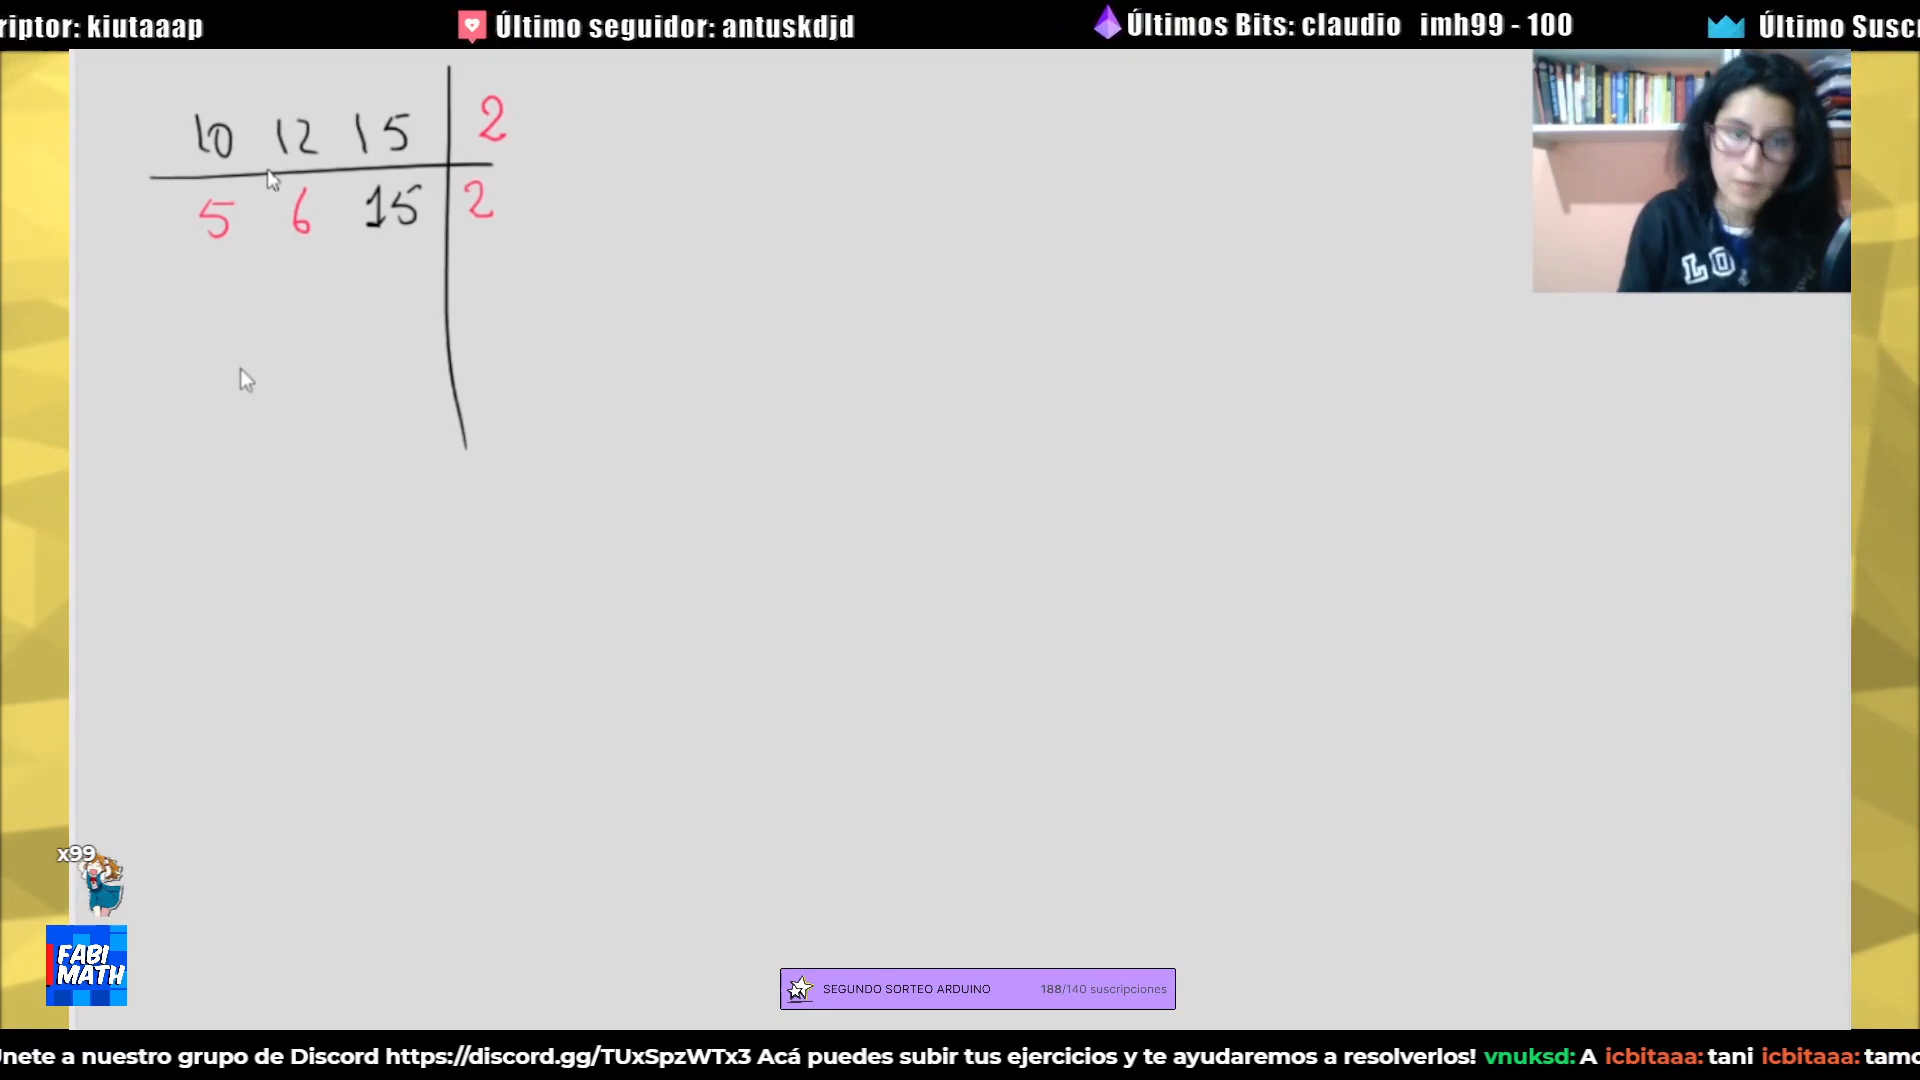 riptor: kiutaaap Último seguidor: antuskdjd Últimos Bits: claudio imh99 - 100 Último Suscr
10 12 15 2
5 6 15 2
LO
x99
FABI
MATH
SEGUNDO SORTEO ARDUINO 188/140 suscripciones
nete a nuestro grupo de Discord https://discord.gg/TUxSpzWTx3 Acá puedes subir tus ejercicios y te ayudaremos a resolverlos! vnuksd: A icbitaaa: tani icbitaaa: tamo